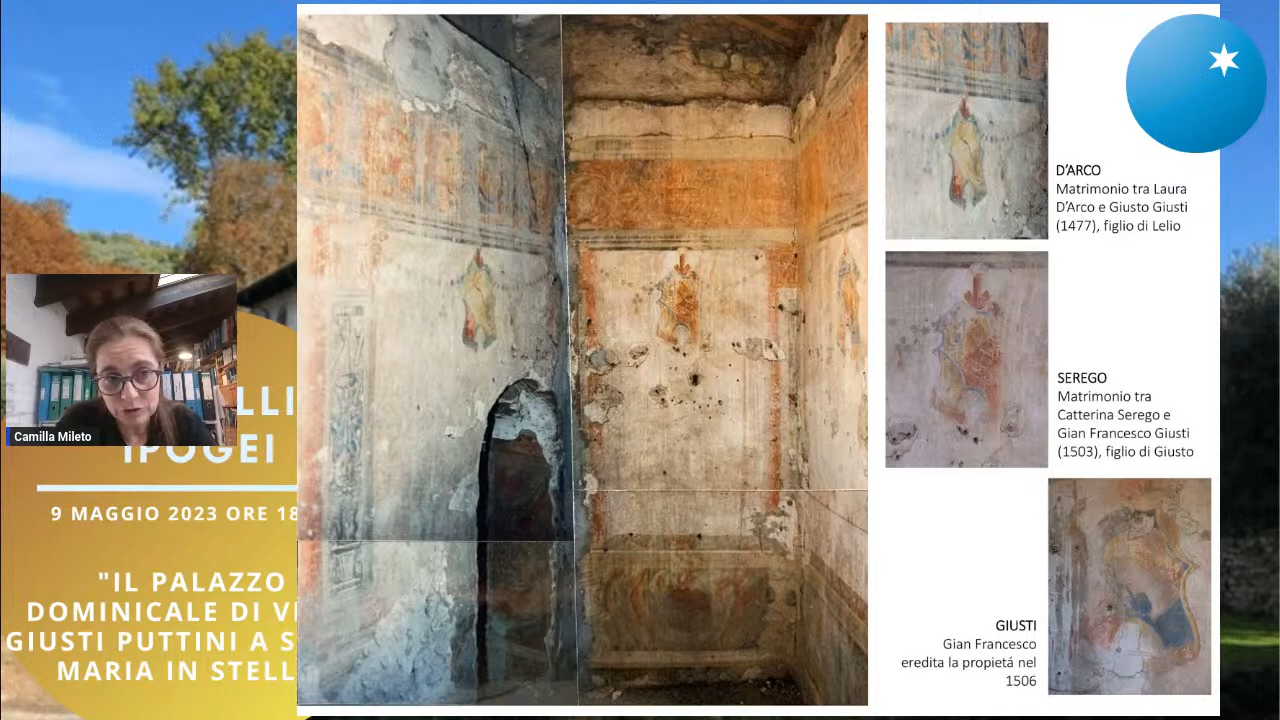 D'ARCO
Matrimonio tra Laura
D'Arco e Giusto Giusti
(1477), figlio di Lelio
SEREGO
Matrimonio tra
Catterina Serego e
Gian Francesco Giusti
(1503), figlio di Giusto
GIUSTI
Gian Francesco
eredita la propietá nel
1506
Camilla Mileto
LLI
IPOGEI
9 MAGGIO 2023 ORE 18
"IL PALAZZO
DOMINICALE DI VI
GIUSTI PUTTINI A S
MARIA IN STELL